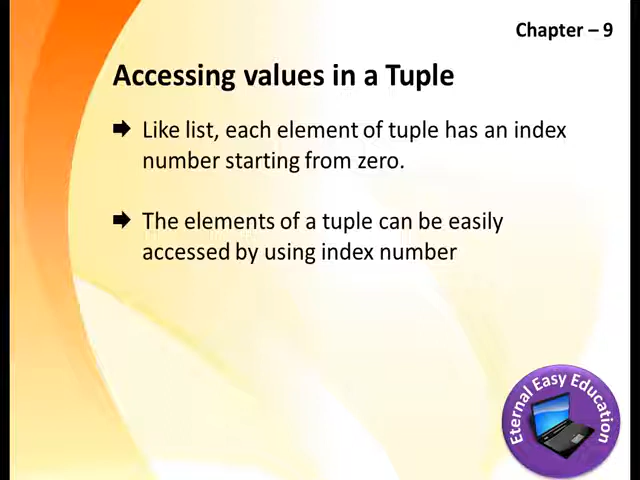 Chapter – 9
Accessing values in a Tuple
Like list, each element of tuple has an index
number starting from zero.
The elements of a tuple can be easily
accessed by using index number
Eternal Easy Education